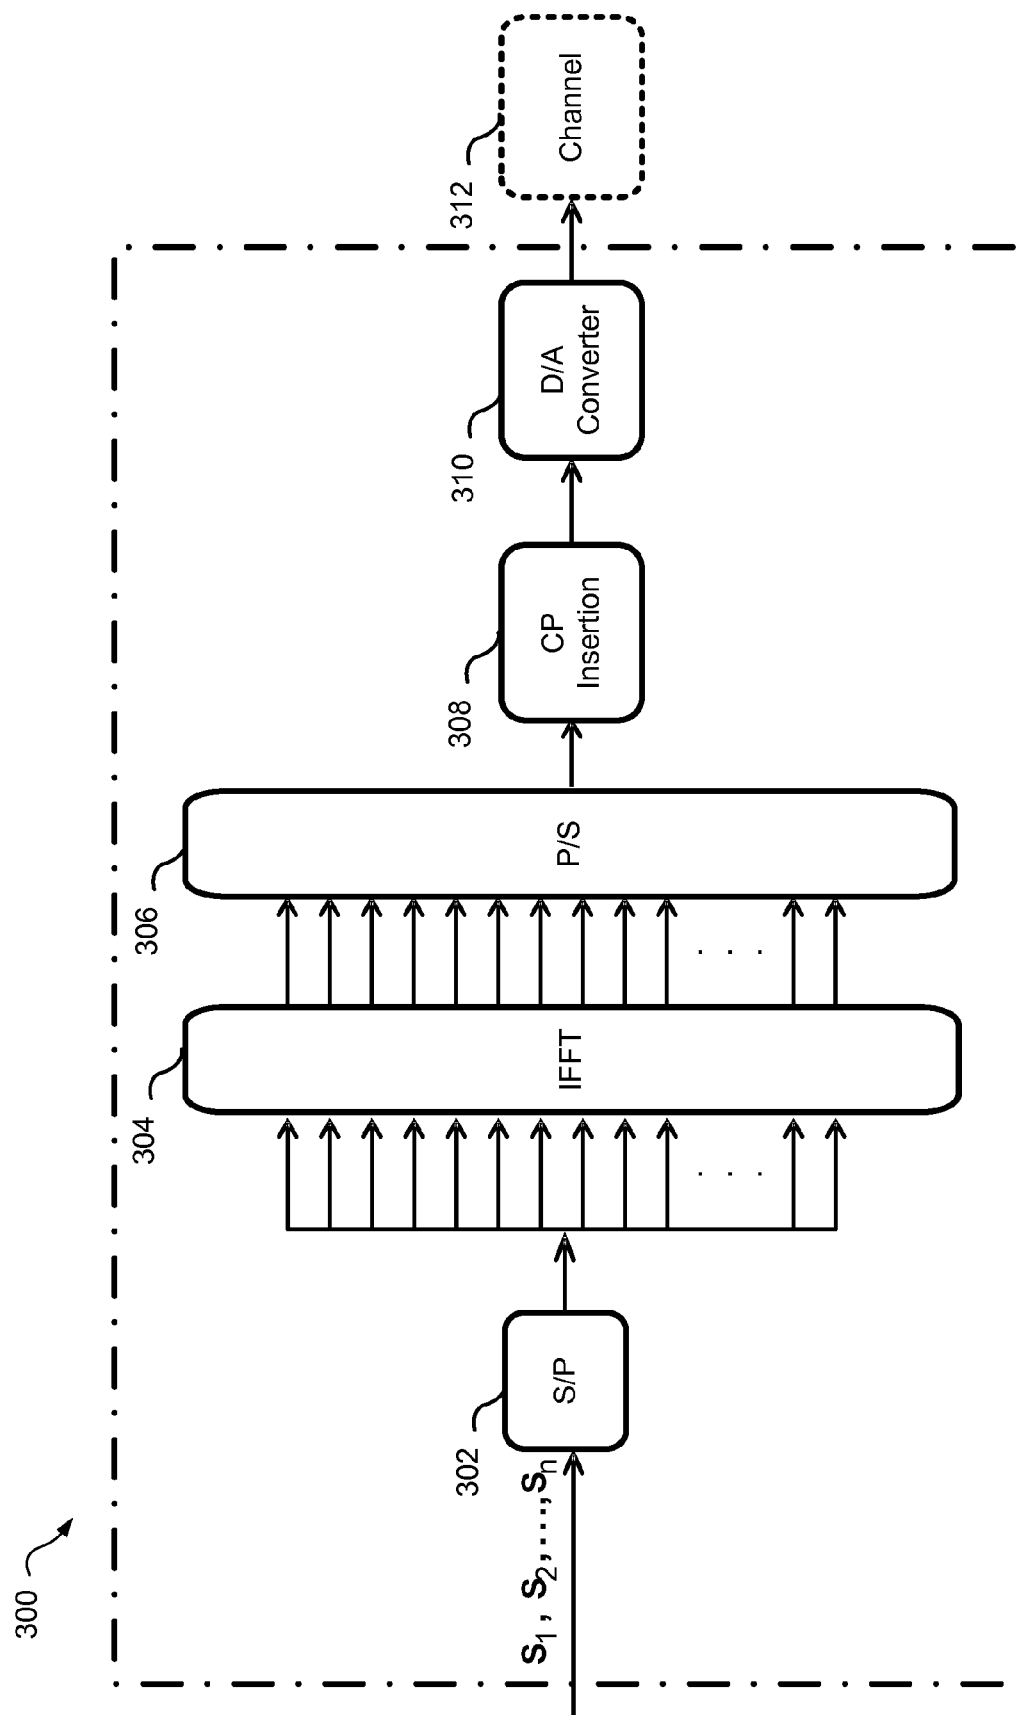 300
s1, s2,...,sn
302
S/P
304
IFFT
. . .
306
P/S
. . .
308
CP
Insertion
310
D/A
Converter
312
Channel